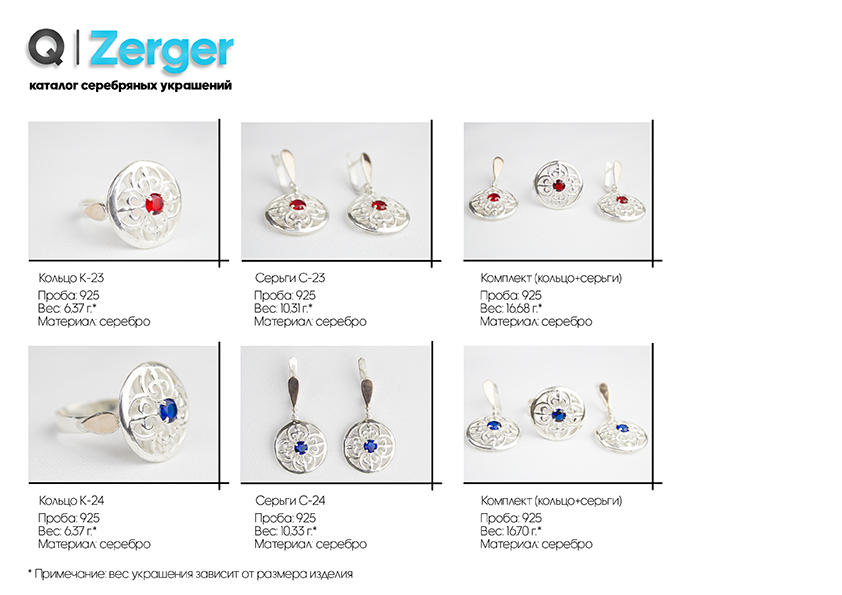 Q | Zerger
каталог серебряных украшений
Кольцо К-23
Проба: 925
Вес: 6.37 г.*
Материал: серебро
Серьги С-23
Проба: 925
Вес: 10.31 г.*
Материал: серебро
Комплект (кольцо+серьги)
Проба: 925
Вес: 16.68 г.*
Материал: серебро
Кольцо К-24
Проба: 925
Вес: 6.37 г.*
Материал: серебро
Серьги С-24
Проба: 925
Вес: 10.33 г.*
Материал: серебро
Комплект (кольцо+серьги)
Проба: 925
Вес: 16.70 г.*
Материал: серебро
* Примечание: вес украшения зависит от размера изделия